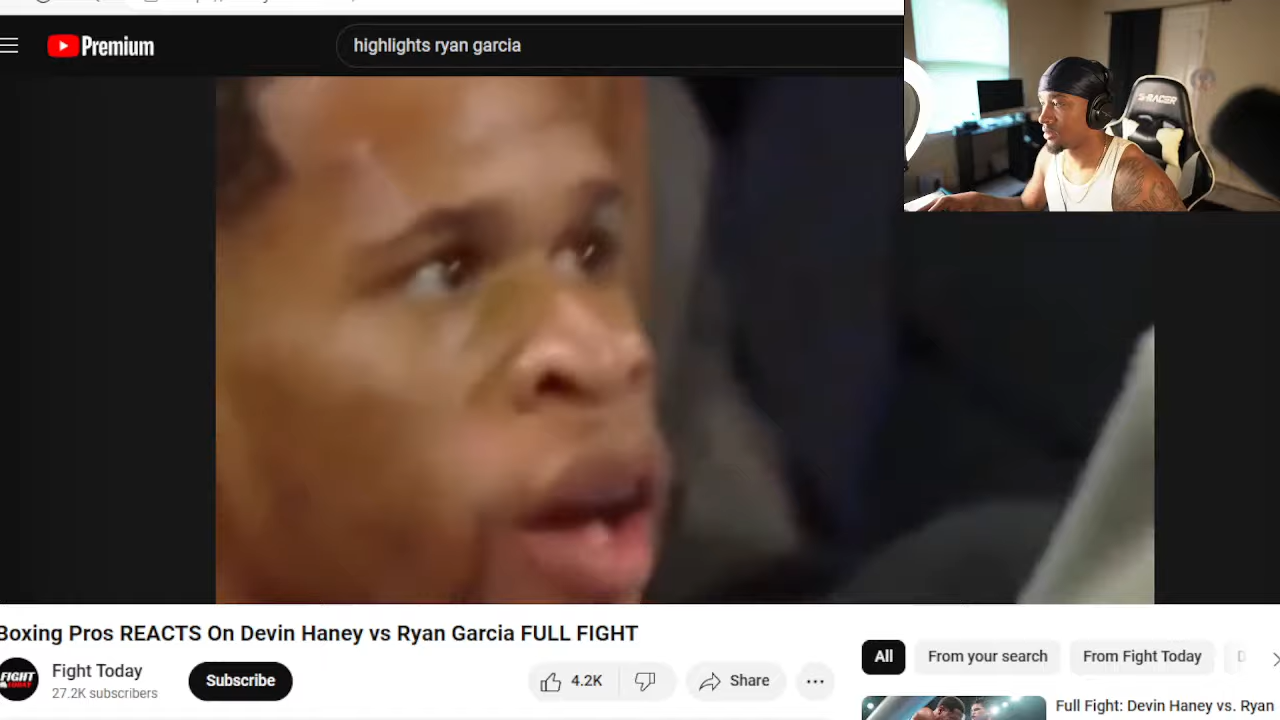 Premium
highlights ryan garcia
S-RACER
Boxing Pros REACTS On Devin Haney vs Ryan Garcia FULL FIGHT
FIGHT
TODAY
Fight Today
27.2K subscribers
Subscribe
4.2K
Share
All
From your search
From Fight Today
Full Fight: Devin Haney vs. Ryan